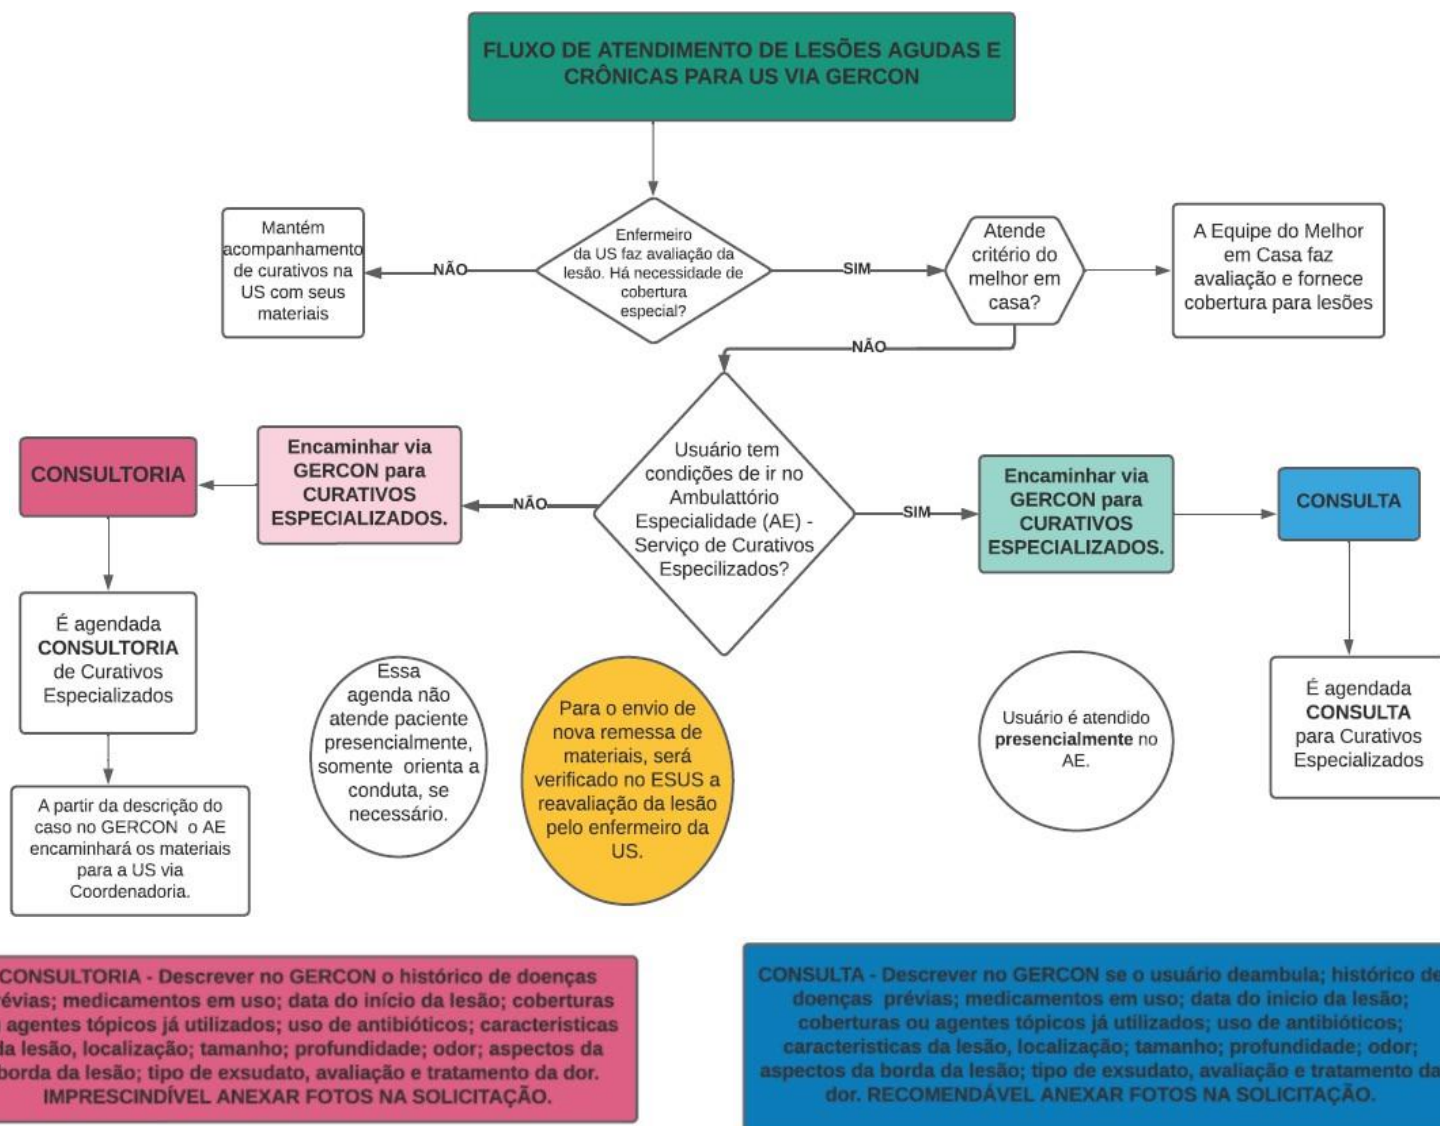 FLUXO DE ATENDIMENTO DE LESÕES AGUDAS E
CRÔNICAS PARA US VIA GERCON
Mantém
acompanhamento
de curativos na
US com seus
materiais
NÃO
Enfermeiro
da US faz avaliação da
lesão. Há necessidade de
cobertura
especial?
SIM
Atende
critério do
melhor em
casa?
A Equipe do Melhor
em Casa faz
avaliação e fornece
cobertura para lesões
NÃO
CONSULTORIA
Encaminhar via
GERCON para
CURATIVOS
ESPECIALIZADOS.
NÃO
Usuário tem
condições de ir no
Ambulattório
Especialidade (AE) -
Serviço de Curativos
Especilizados?
SIM
Encaminhar via
GERCON para
CURATIVOS
ESPECIALIZADOS.
CONSULTA
É agendada
CONSULTORIA
de Curativos
Especializados
Essa
agenda não
atende paciente
presencialmente,
somente orienta a
conduta, se
necessário.
Para o envio de
nova remessa de
materiais, será
verificado no ESUS a
reavaliação da lesão
pelo enfermeiro da
US.
Usuário é atendido
presencialmente no
AE.
É agendada
CONSULTA
para Curativos
Especializados
A partir da descrição do
caso no GERCON o AE
encaminhará os materiais
para a US via
Coordenadoria.
CONSULTORIA - Descrever no GERCON o histórico de doenças
révias; medicamentos em uso; data do início da lesão; coberturas
agentes tópicos já utilizados; uso de antibióticos; caracteristicas
da lesão, localização; tamanho; profundidade; odor; aspectos da
borda da lesão; tipo de exsudato, avaliação e tratamento da dor.
IMPRESCINDÍVEL ANEXAR FOTOS NA SOLICITAÇÃO.
CONSULTA - Descrever no GERCON se o usuário deambula; histórico de
doenças prévias; medicamentos em uso; data do inicio da lesão;
coberturas ou agentes tópicos já utilizados; uso de antibióticos;
caracteristicas da lesão, localização; tamanho; profundidade; odor;
aspectos da borda da lesão; tipo de exsudato, avaliação e tratamento da
dor. RECOMENDÁVEL ANEXAR FOTOS NA SOLICITAÇÃO.